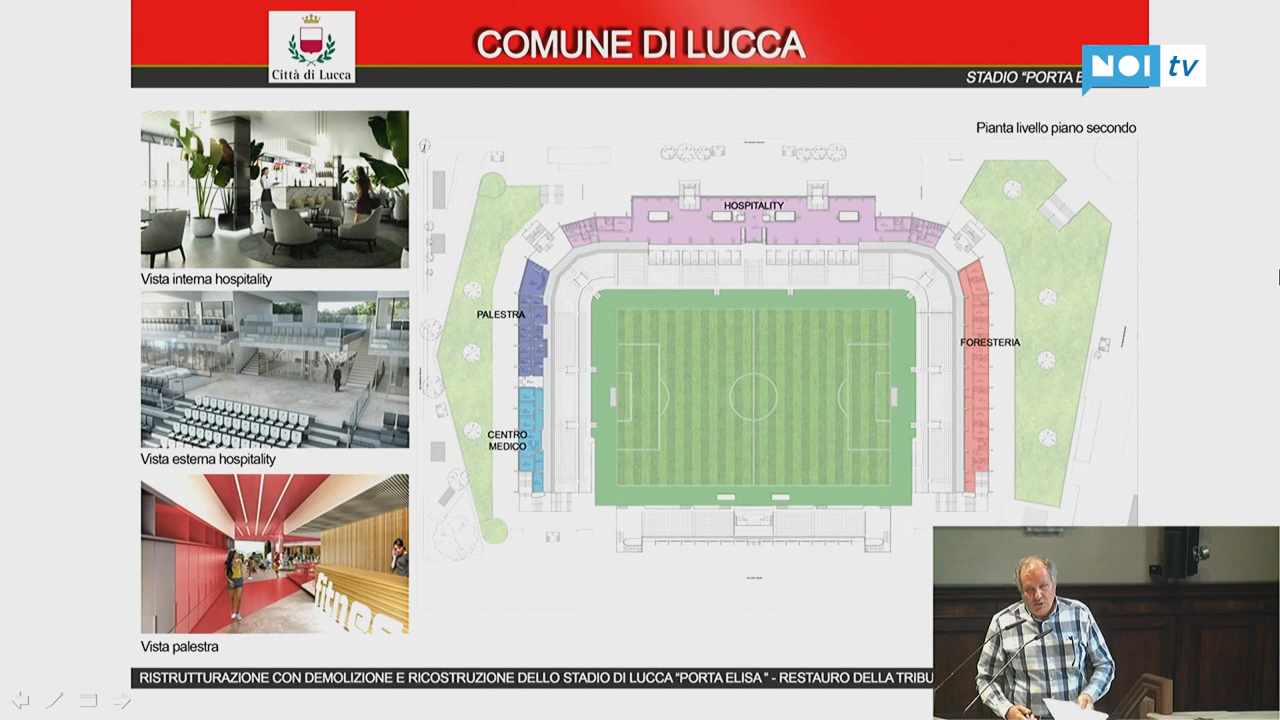 COMUNE DI LUCCA
Città di Lucca
STADIO "PORTA E
NOI tv
Pianta livello piano secondo
HOSPITALITY
PALESTRA
FORESTERIA
CENTRO
MEDICO
Vista interna hospitality
Vista esterna hospitality
fitnes
Vista palestra
RISTRUTTURAZIONE CON DEMOLIZIONE E RICOSTRUZIONE DELLO STADIO DI LUCCA "PORTA ELISA" - RESTAURO DELLA TRIBU